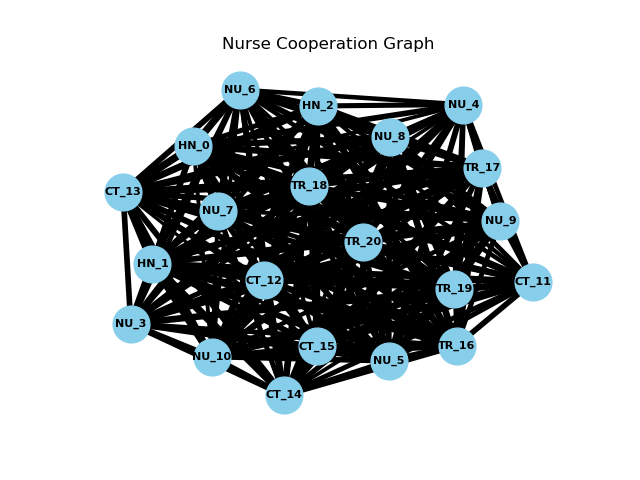 Nurse Cooperation Graph
NU_6
HN_2
NU_4
NU_8
HN_0
TR_17
TR_18
CT_13
NU_7
NU_9
TR_20
HN_1
CT_12
CT_11
TR_19
NU_3
CT_15
TR_16
NU_10
NU_5
CT_14